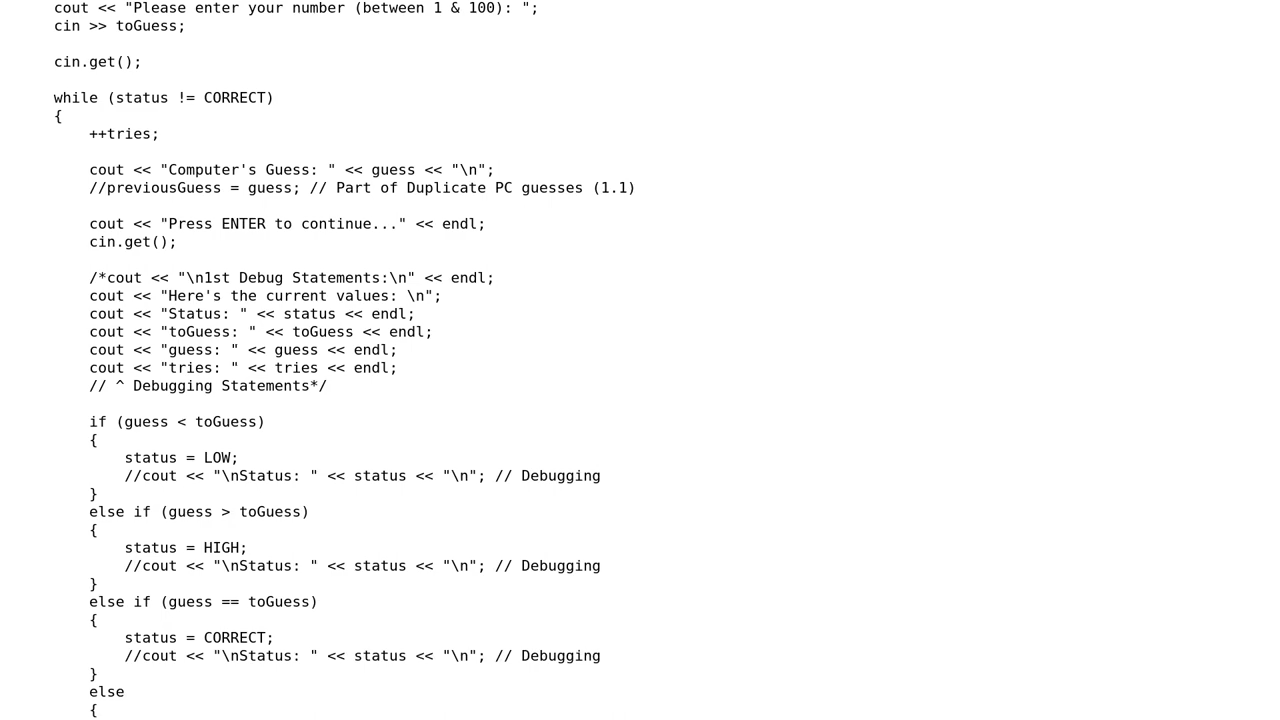 cout << "Please enter your number (between 1 & 100): ";
cin >> toGuess;
cin.get();
while (status != CORRECT)
{
++tries;
cout << "Computer's Guess: " << guess << "\n";
//previousGuess = guess; // Part of Duplicate PC guesses (1.1)
cout << "Press ENTER to continue..." << endl;
cin.get();
/*cout << "\n1st Debug Statements:\n" << endl;
cout << "Here's the current values: \n";
cout << "Status: " << status << endl;
cout << "toGuess: " << toGuess << endl;
cout << "guess: " << guess << endl;
cout << "tries: " << tries << endl;
// ^ Debugging Statements*/
if (guess < toGuess)
{
status = LOW;
//cout << "\nStatus: " << status << "\n"; // Debugging
}
else if (guess > toGuess)
{
status = HIGH;
//cout << "\nStatus: " << status << "\n"; // Debugging
}
else if (guess == toGuess)
{
status = CORRECT;
//cout << "\nStatus: " << status << "\n"; // Debugging
}
else
{